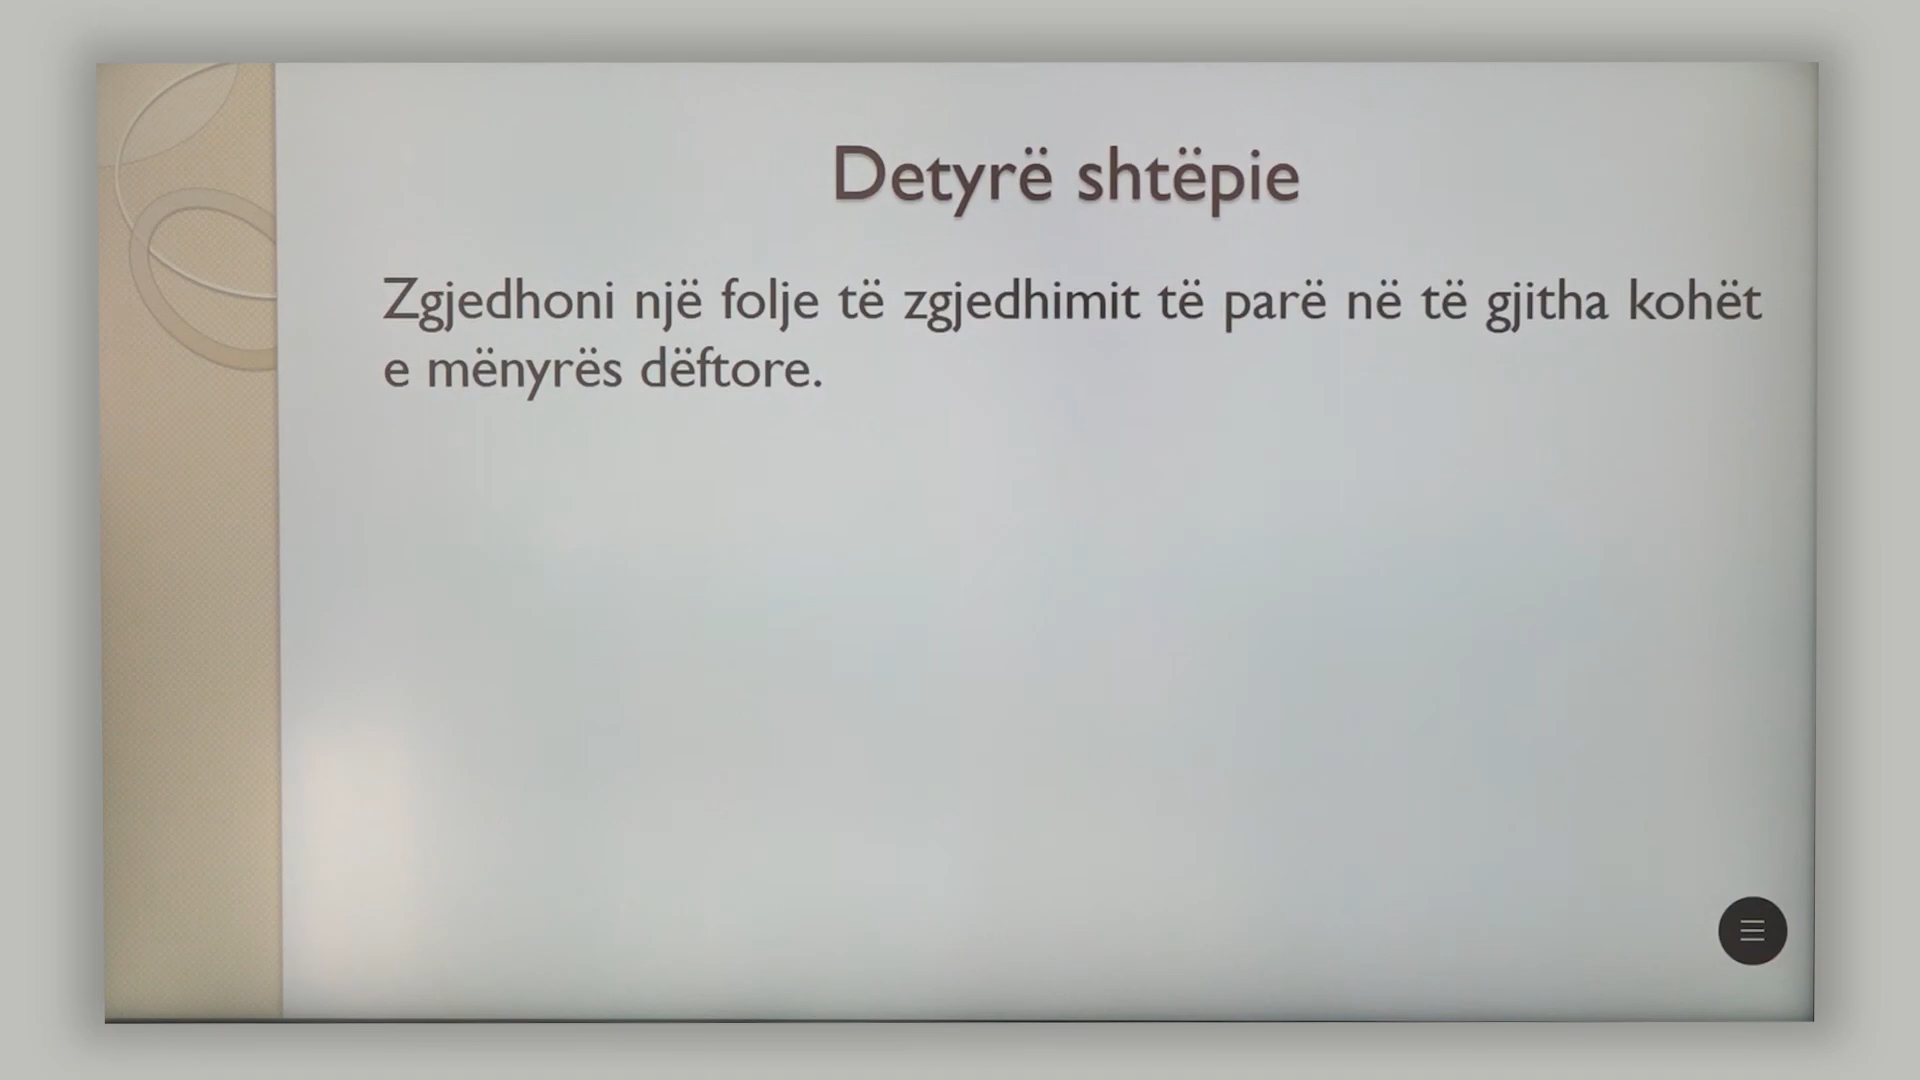 Detyrë shtëpie
Zgjedhoni një folje të zgjedhimit të parë në të gjitha kohët
e mënyrës dëftore.